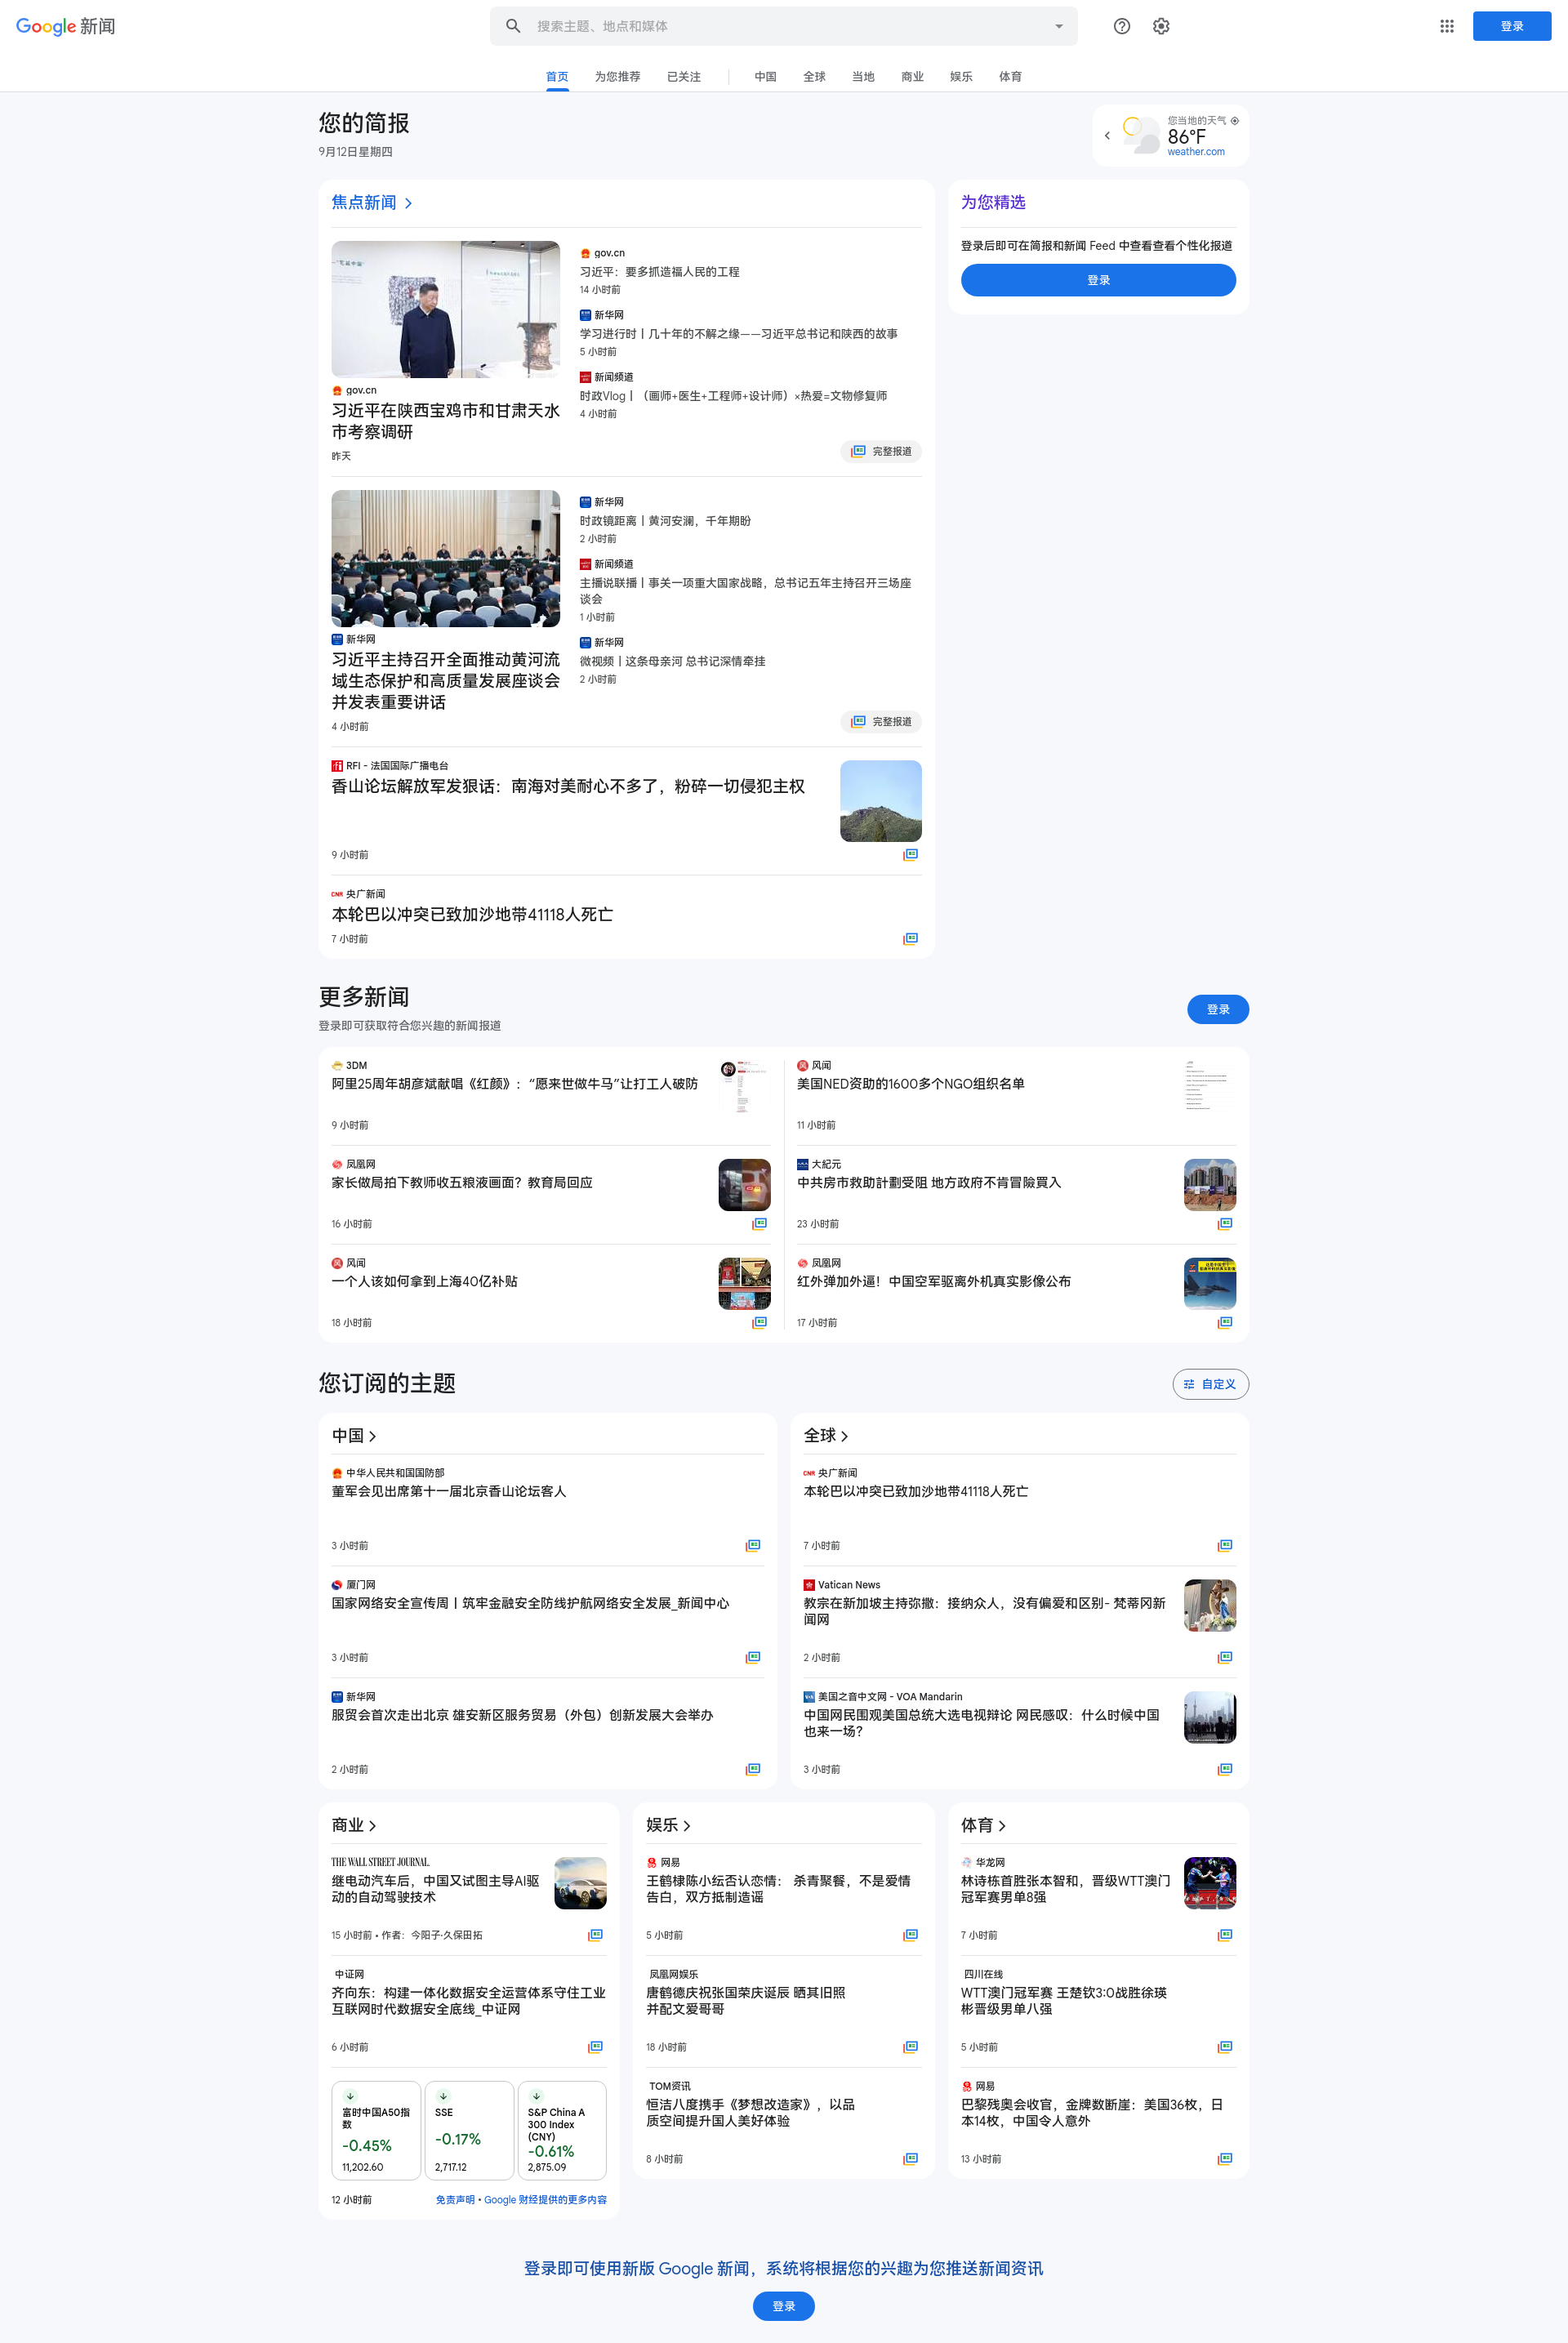 Google 新闻
搜索主题、地点和媒体
登录
首页
为您推荐
已关注
中国
全球
当地
商业
娱乐
体育
您的简报
9月12日星期四
您当地的天气
86°F
weather.com
焦点新闻
gov.cn
习近平在陕西宝鸡市和甘肃天水
市考察调研
昨天
gov.cn
习近平：要多抓造福人民的工程
14 小时前
新华网
学习进行时丨几十年的不解之缘——习近平总书记和陕西的故事
5 小时前
新闻频道
时政Vlog丨（画师+医生+工程师+设计师）×热爱=文物修复师
4 小时前
完整报道
新华网
习近平主持召开全面推动黄河流
域生态保护和高质量发展座谈会
并发表重要讲话
4 小时前
新华网
时政镜距离丨黄河安澜，千年期盼
2 小时前
新闻频道
主播说联播丨事关一项重大国家战略，总书记五年主持召开三场座
谈会
1 小时前
新华网
微视频丨这条母亲河 总书记深情牵挂
2 小时前
完整报道
RFI - 法国国际广播电台
香山论坛解放军发狠话：南海对美耐心不多了，粉碎一切侵犯主权
9 小时前
央广新闻
本轮巴以冲突已致加沙地带41118人死亡
7 小时前
为您精选
登录后即可在简报和新闻 Feed 中查看查看个性化报道
登录
更多新闻
登录即可获取符合您兴趣的新闻报道
登录
3DM
阿里25周年胡彦斌献唱《红颜》：“愿来世做牛马”让打工人破防
9 小时前
凤凰网
家长做局拍下教师收五粮液画面？教育局回应
16 小时前
风闻
一个人该如何拿到上海40亿补贴
18 小时前
风闻
美国NED资助的1600多个NGO组织名单
11 小时前
大紀元
中共房市救助計劃受阻 地方政府不肯冒險買入
23 小时前
凤凰网
红外弹加外逼！中国空军驱离外机真实影像公布
17 小时前
您订阅的主题
自定义
中国
中华人民共和国国防部
董军会见出席第十一届北京香山论坛客人
3 小时前
厦门网
国家网络安全宣传周丨筑牢金融安全防线护航网络安全发展_新闻中心
3 小时前
新华网
服贸会首次走出北京 雄安新区服务贸易（外包）创新发展大会举办
2 小时前
全球
央广新闻
本轮巴以冲突已致加沙地带41118人死亡
7 小时前
Vatican News
教宗在新加坡主持弥撒：接纳众人，没有偏爱和区别- 梵蒂冈新
闻网
2 小时前
美国之音中文网 - VOA Mandarin
中国网民围观美国总统大选电视辩论 网民感叹：什么时候中国
也来一场？
3 小时前
商业
THE WALL STREET JOURNAL.
继电动汽车后，中国又试图主导AI驱
动的自动驾驶技术
15 小时前 • 作者：今阳子·久保田拓
中证网
齐向东：构建一体化数据安全运营体系守住工业
互联网时代数据安全底线_中证网
6 小时前
富时中国A50指
数
-0.45%
11,202.60
SSE
-0.17%
2,717.12
S&P China A
300 Index
(CNY)
-0.61%
2,875.09
12 小时前
免责声明 • Google 财经提供的更多内容
娱乐
网易
王鹤棣陈小纭否认恋情： 杀青聚餐，不是爱情
告白，双方抵制造谣
5 小时前
凤凰网娱乐
唐鹤德庆祝张国荣庆诞辰 晒其旧照
并配文爱哥哥
18 小时前
TOM资讯
恒洁八度携手《梦想改造家》，以品
质空间提升国人美好体验
8 小时前
体育
华龙网
林诗栋首胜张本智和，晋级WTT澳门
冠军赛男单8强
7 小时前
四川在线
WTT澳门冠军赛 王楚钦3:0战胜徐瑛
彬晋级男单八强
5 小时前
网易
巴黎残奥会收官，金牌数断崖：美国36枚，日
本14枚，中国令人意外
13 小时前
登录即可使用新版 Google 新闻，系统将根据您的兴趣为您推送新闻资讯
登录